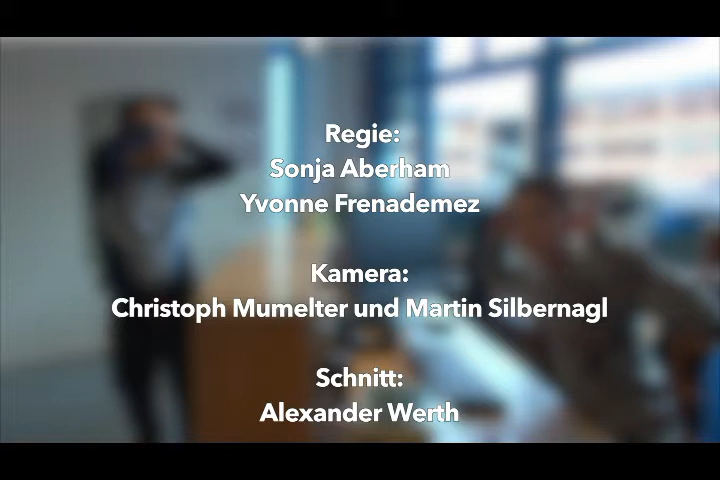 Regie:
Sonja Aberham
Yvonne Frenademez
Kamera:
Christoph Mumelter und Martin Silbernagl
Schnitt:
Alexander Werth